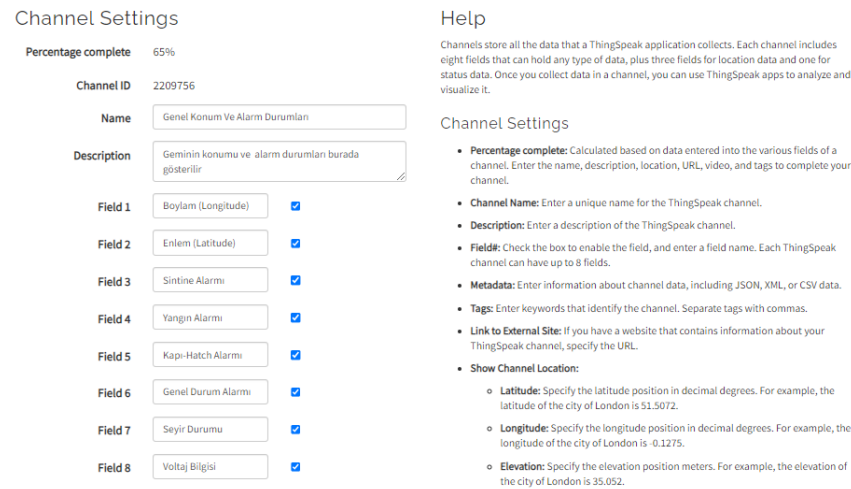 Channel Settings
Percentage complete 65%
Channel ID 2209756
Name Genel Konum Ve Alarm Durumları
Description Geminin konumu ve alarm durumları burada
gösterilir
Field 1 Boylam (Longitude)
Field 2 Enlem (Latitude)
Field 3 Sintine Alarmı
Field 4 Yangın Alarmı
Field 5 Kapı-Hatch Alarmı
Field 6 Genel Durum Alarmı
Field 7 Seyir Durumu
Field 8 Voltaj Bilgisi
Help
Channels store all the data that a ThingSpeak application collects. Each channel includes
eight fields that can hold any type of data, plus three fields for location data and one for
status data. Once you collect data in a channel, you can use ThingSpeak apps to analyze and
visualize it.
Channel Settings
• Percentage complete: Calculated based on data entered into the various fields of a
channel. Enter the name, description, location, URL, video, and tags to complete your
channel.
• Channel Name: Enter a unique name for the ThingSpeak channel.
• Description: Enter a description of the ThingSpeak channel.
• Field#: Check the box to enable the field, and enter a field name. Each ThingSpeak
channel can have up to 8 fields.
• Metadata: Enter information about channel data, including JSON, XML, or CSV data.
• Tags: Enter keywords that identify the channel. Separate tags with commas.
• Link to External Site: If you have a website that contains information about your
ThingSpeak channel, specify the URL.
• Show Channel Location:
○ Latitude: Specify the latitude position in decimal degrees. For example, the
latitude of the city of London is 51.5072.
○ Longitude: Specify the longitude position in decimal degrees. For example, the
longitude of the city of London is -0.1275.
○ Elevation: Specify the elevation position meters. For example, the elevation of
the city of London is 35.052.